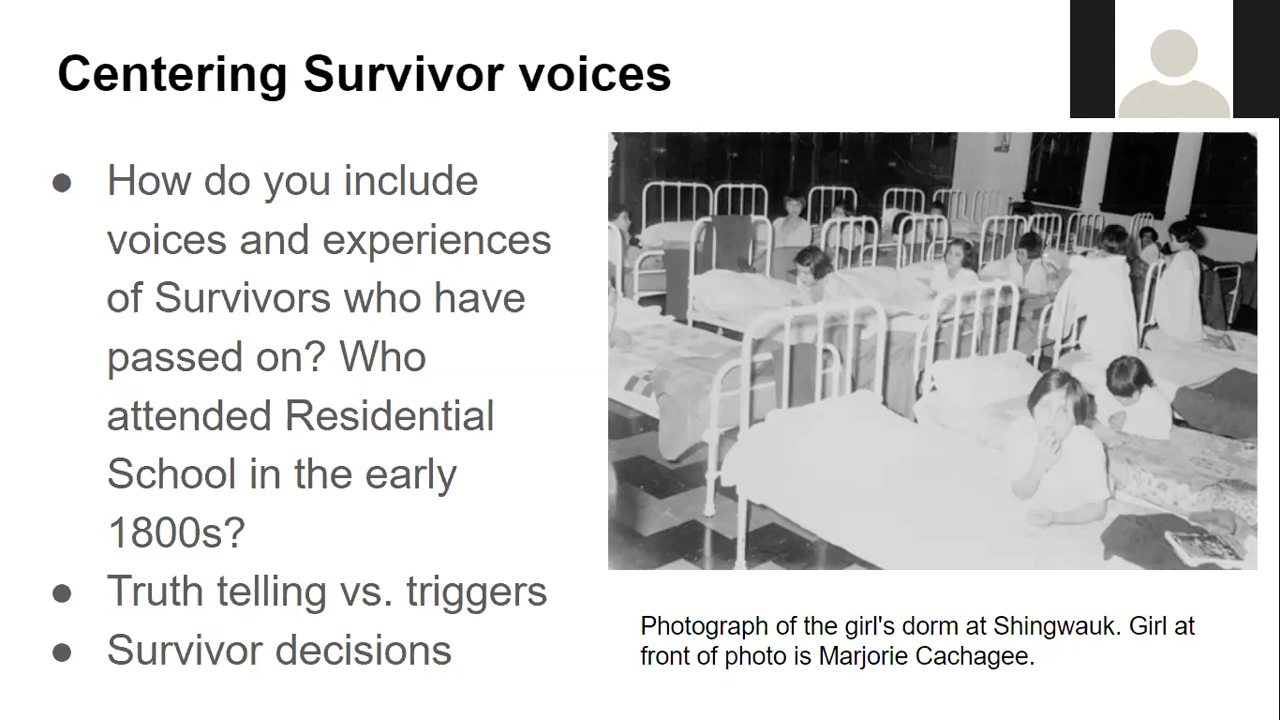 Centering Survivor voices
● How do you include
voices and experiences
of Survivors who have
passed on? Who
attended Residential
School in the early
1800s?
● Truth telling vs. triggers
● Survivor decisions
Photograph of the girl's dorm at Shingwauk. Girl at
front of photo is Marjorie Cachagee.